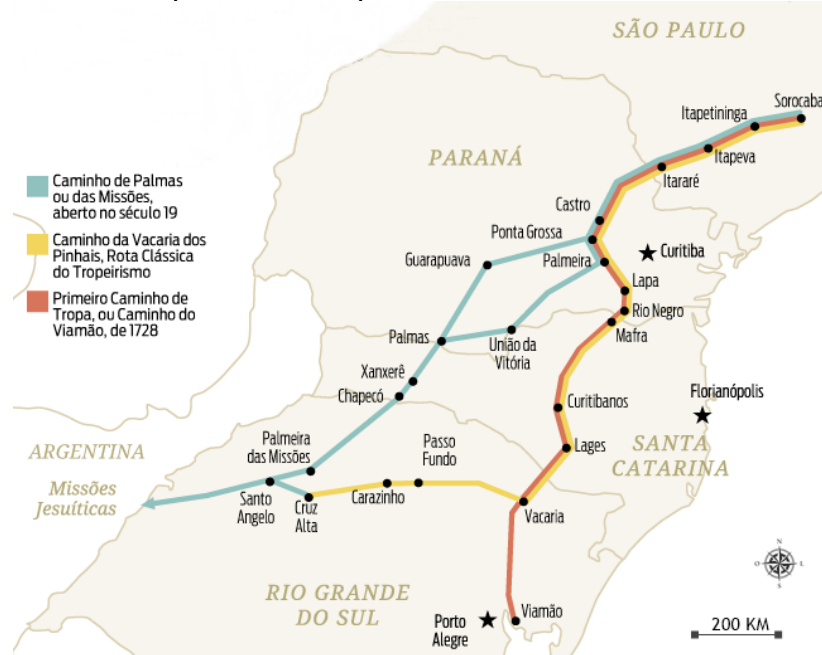 SÃO PAULO
Sorocaba
Itapetininga
Itapeva
Itararé
PARANÁ
Caminho de Palmas
ou das Missões,
aberto no século 19
Caminho da Vacaria dos
Pinhais, Rota Clássica
do Tropeirismo
Primeiro Caminho de
Tropa, ou Caminho do
Viamão, de 1728
Castro
Ponta Grossa
Curitiba
Guarapuava
Palmeira
Lapa
Rio Negro
Mafra
Palmas
União da
Vitória
Xanxerê
Chapecó
Curitibanos
Florianópolis
Palmeira
das Missões
Passo
Fundo
Lages
SANTA
CATARINA
ARGENTINA
Missões
Jesuíticas
Santo
Angelo
Cruz
Alta
Carazinho
Vacaria
RIO GRANDE
DO SUL
Porto
Alegre
Viamão
N
O
L
S
200 KM